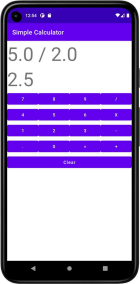 12:54
Simple Calculator
5.0 / 2.0
2.5
7 8 9 /
4 5 6 X
1 2 3 -
. 0 = +
Clear